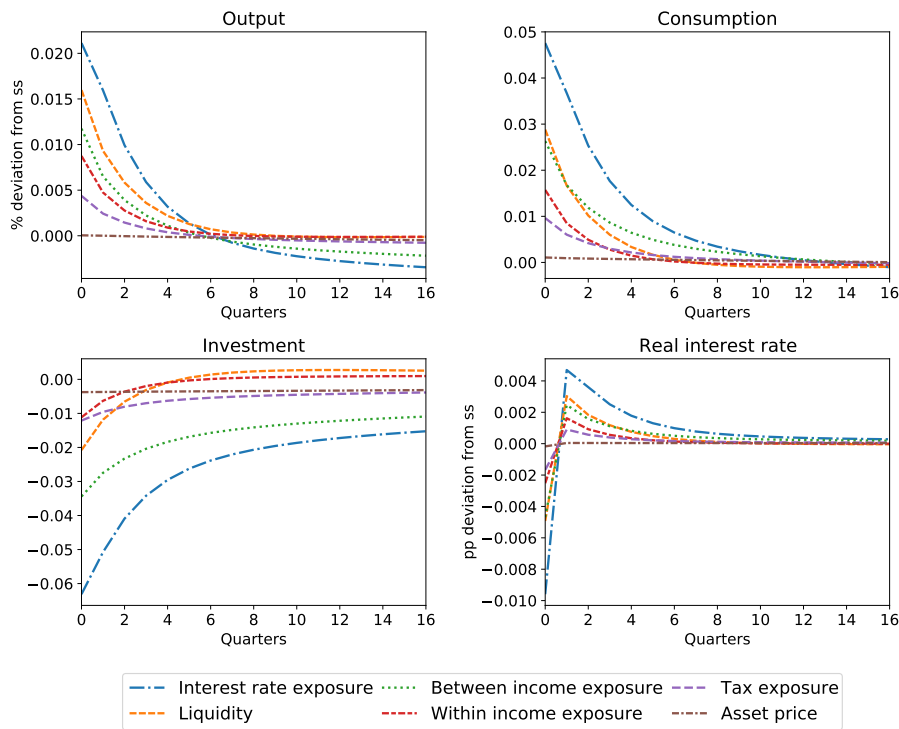 Output
% deviation from ss
0.020
0.015
0.010
0.005
0.000
0 2 4 6 8 10 12 14 16
Quarters
Consumption
0.05
0.04
0.03
0.02
0.01
0.00
0 2 4 6 8 10 12 14 16
Quarters
Investment
0.00
−0.01
−0.02
−0.03
−0.04
−0.05
−0.06
0 2 4 6 8 10 12 14 16
Quarters
Real interest rate
pp deviation from ss
0.004
0.002
0.000
−0.002
−0.004
−0.006
−0.008
−0.010
0 2 4 6 8 10 12 14 16
Quarters
Interest rate exposure
Liquidity
Between income exposure
Within income exposure
Tax exposure
Asset price